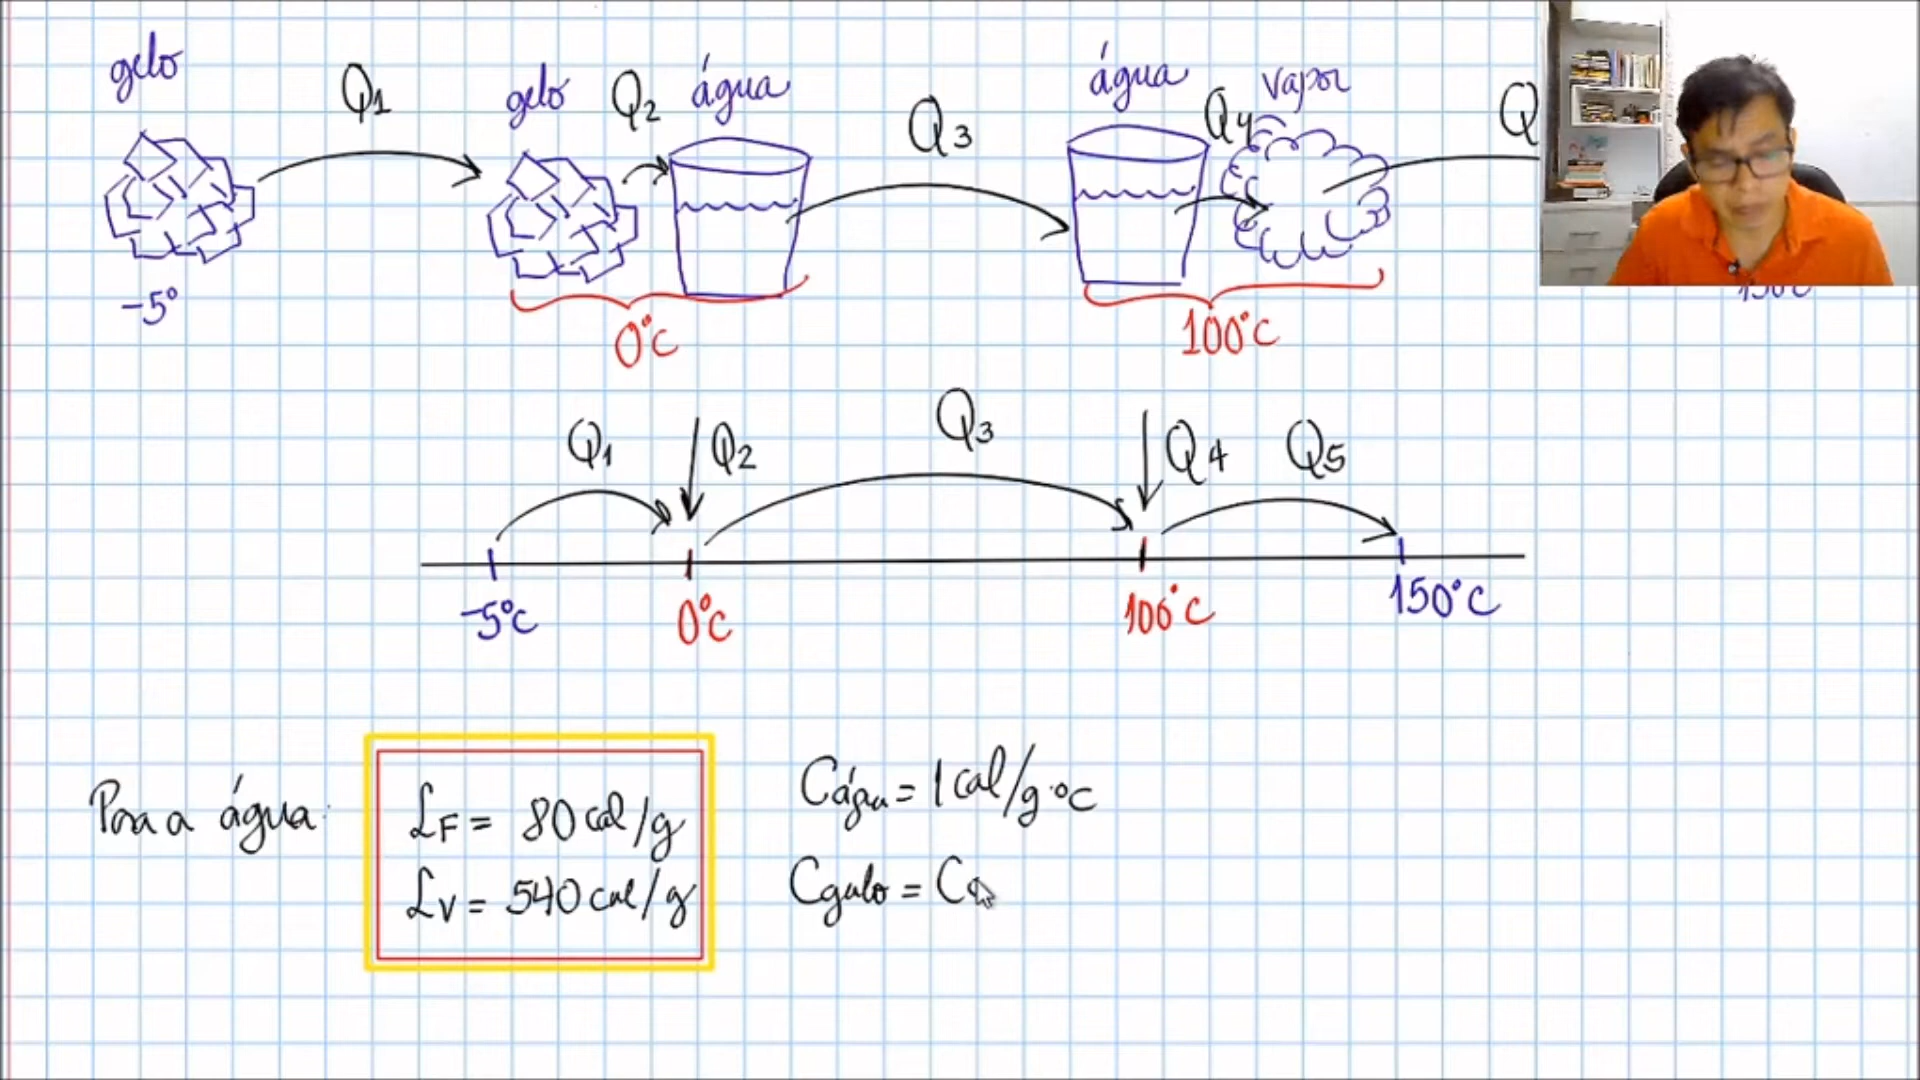 gelo
Q1
gelo
Q2
água
Q3
água
Q4
vapor
Q
-5°
0°C
100°C
150°C
Q1
Q2
Q3
Q4
Q5
-5°C
0°C
100°C
150°C
Para a água:
LF = 80 cal/g
LV = 540 cal/g
Cágua = 1 cal/g·°C
Cgelo = C